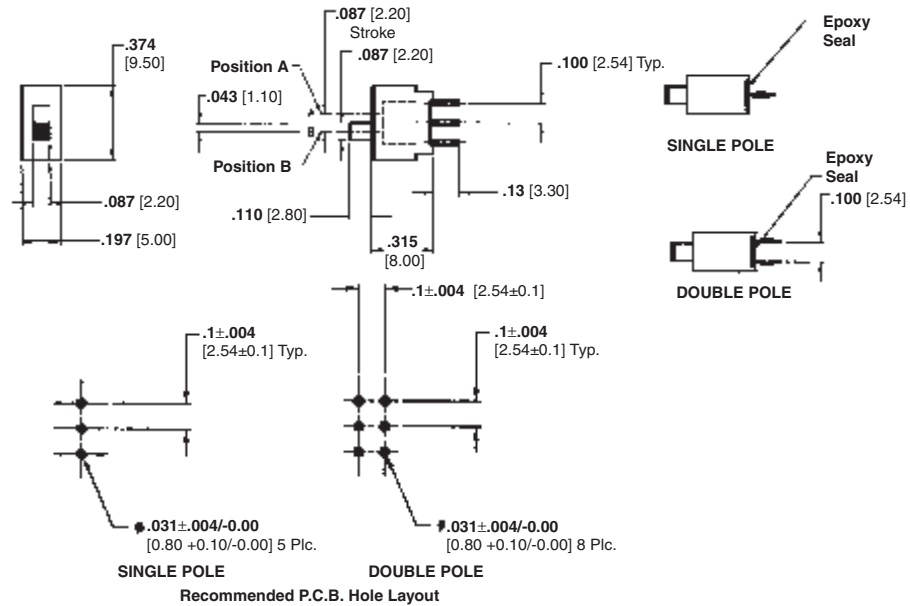 .087 [2.20]
Stroke
.087 [2.20]
.374
[9.50]
Position A
.043 [1.10]
Position B
.100 [2.54] Typ.
.13 [3.30]
.087 [2.20]
.197 [5.00]
.110 [2.80]
.315
[8.00]
Epoxy
Seal
SINGLE POLE
Epoxy
Seal
.100 [2.54]
DOUBLE POLE
.1±.004 [2.54±0.1]
.1±.004
[2.54±0.1] Typ.
.1±.004
[2.54±0.1] Typ.
.031±.004/-0.00
[0.80 +0.10/-0.00] 5 Plc.
.031±.004/-0.00
[0.80 +0.10/-0.00] 8 Plc.
SINGLE POLE
DOUBLE POLE
Recommended P.C.B. Hole Layout